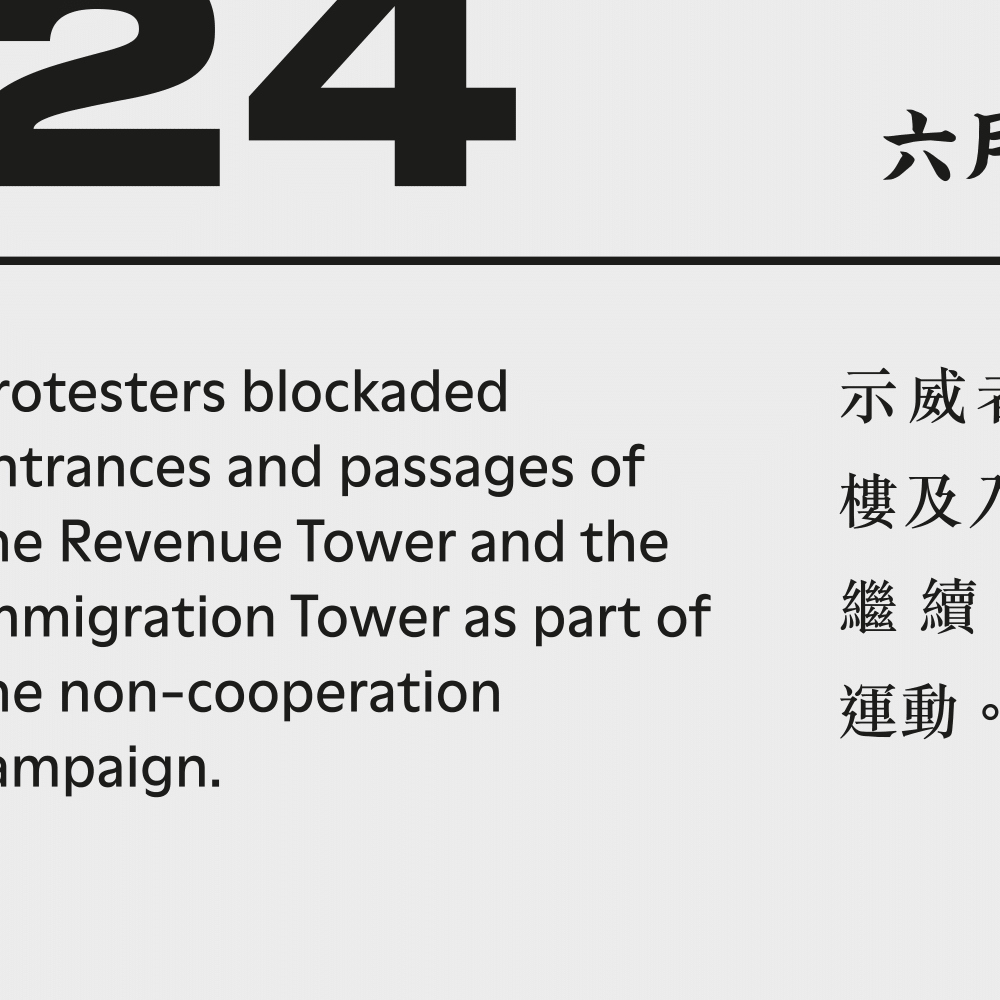 24
六月
rotesters blockaded
ntrances and passages of
he Revenue Tower and the
mmigration Tower as part of
he non-cooperation
ampaign.
示威者
樓及入
繼續
運動。